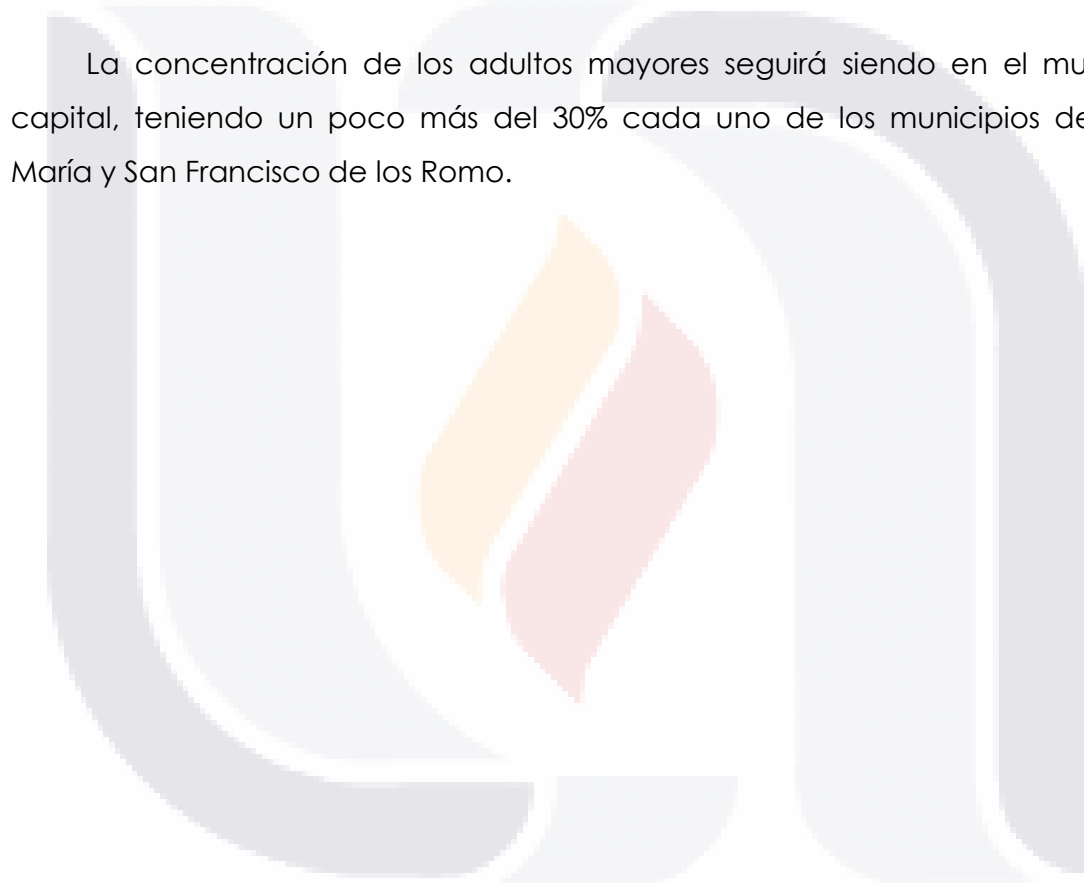 La concentración de los adultos mayores seguirá siendo en el mu
capital, teniendo un poco más del 30% cada uno de los municipios de
María y San Francisco de los Romo.